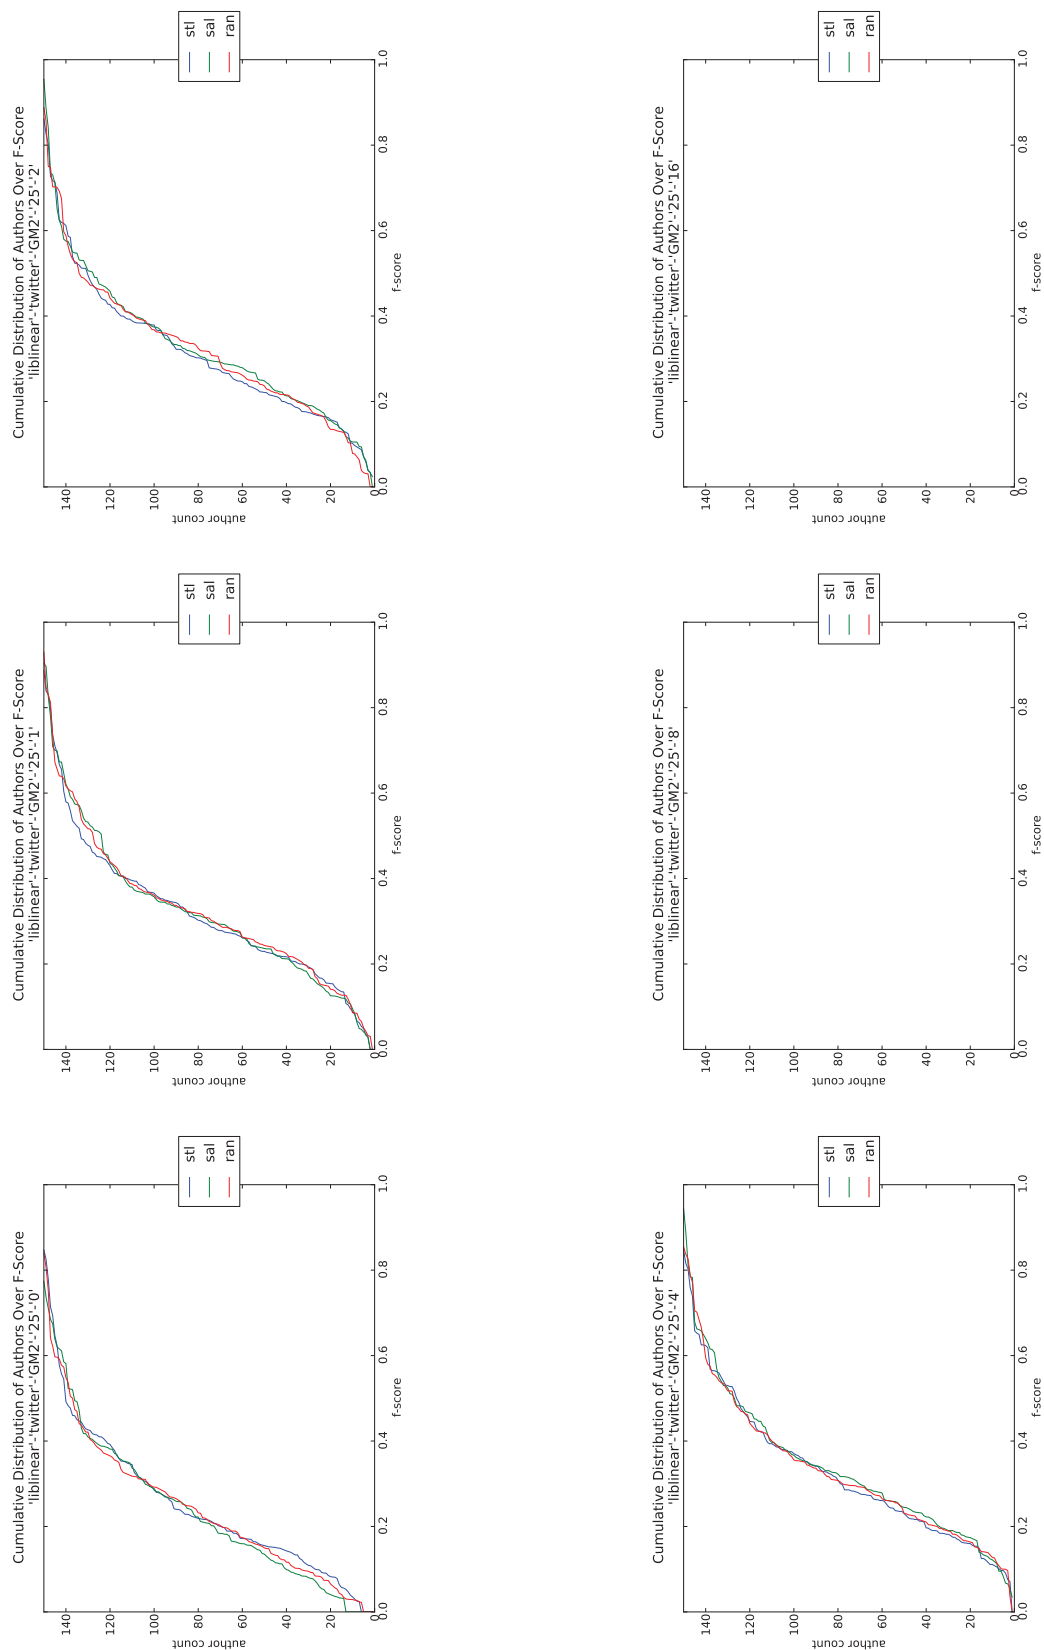 Cumulative Distribution of Authors Over F-Score
'liblinear'-'twitter'-'GM2'-'25'-'0'
140
120
100
80
60
40
20
0
author count
stl
sal
ran
0.0 0.2 0.4 0.6 0.8 1.0
f-score
Cumulative Distribution of Authors Over F-Score
'liblinear'-'twitter'-'GM2'-'25'-'1'
140
120
100
80
60
40
20
0
author count
stl
sal
ran
0.0 0.2 0.4 0.6 0.8 1.0
f-score
Cumulative Distribution of Authors Over F-Score
'liblinear'-'twitter'-'GM2'-'25'-'2'
140
120
100
80
60
40
20
0
author count
stl
sal
ran
0.0 0.2 0.4 0.6 0.8 1.0
f-score
Cumulative Distribution of Authors Over F-Score
'liblinear'-'twitter'-'GM2'-'25'-'4'
140
120
100
80
60
40
20
0
author count
stl
sal
ran
0.0 0.2 0.4 0.6 0.8 1.0
f-score
Cumulative Distribution of Authors Over F-Score
'liblinear'-'twitter'-'GM2'-'25'-'8'
140
120
100
80
60
40
20
0
author count
stl
sal
ran
0.0 0.2 0.4 0.6 0.8 1.0
f-score
Cumulative Distribution of Authors Over F-Score
'liblinear'-'twitter'-'GM2'-'25'-'16'
140
120
100
80
60
40
20
0
author count
stl
sal
ran
0.0 0.2 0.4 0.6 0.8 1.0
f-score